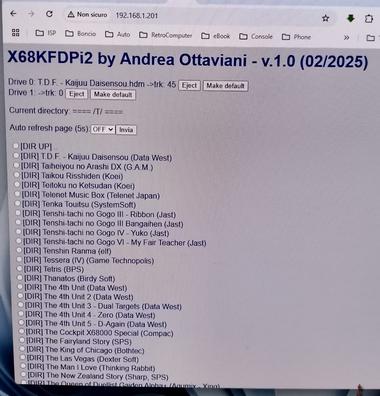 Non sicuro 192.168.1.201
ISP Boncio Auto RetroComputer eBook Console Phone »
X68KFDPi2 by Andrea Ottaviani - v.1.0 (02/2025)
Drive 0: T.D.F. - Kaijuu Daisensou.hdm ->trk: 45 Eject Make default
Drive 1: ->trk: 0 Eject Make default
Current directory: ==== /T/ ====
Auto refresh page (5s) OFF Invia
[DIR UP] 
[DIR] T.D.F. - Kaijuu Daisensou (Data West)
[DIR] Taiheiyou no Arashi DX (G.A.M.)
[DIR] Taikou Risshiden (Koei)
[DIR] Teitoku no Ketsudan (Koei)
[DIR] Telenet Music Box (Telenet Japan)
[DIR] Tenka Touitsu (SystemSoft)
[DIR] Tenshi-tachi no Gogo III - Ribbon (Jast)
[DIR] Tenshi-tachi no Gogo III Bangaihen (Jast)
[DIR] Tenshi-tachi no Gogo IV - Yuko (Jast)
[DIR] Tenshi-tachi no Gogo VI - My Fair Teacher (Jast)
[DIR] Tenshin Ranma (elf)
[DIR] Tessera (IV) (Game Technopolis)
[DIR] Tetris (BPS)
[DIR] Thanatos (Birdy Soft)
[DIR] The 4th Unit (Data West)
[DIR] The 4th Unit 2 (Data West)
[DIR] The 4th Unit 3 - Dual Targets (Data West)
[DIR] The 4th Unit 4 - Zero (Data West)
[DIR] The 4th Unit 5 - D-Again (Data West)
[DIR] The Cockpit X68000 Special (Compac)
[DIR] The Fairyland Story (SPS)
[DIR] The King of Chicago (Bothtec)
[DIR] The Las Vegas (Dexter Soft)
[DIR] The Man I Love (Thinking Rabbit)
[DIR] The New Zealand Story (Sharp, SPS)
[DIR] The Queen of Duellist Gaiden Alpha+ (Agumix - Xing)